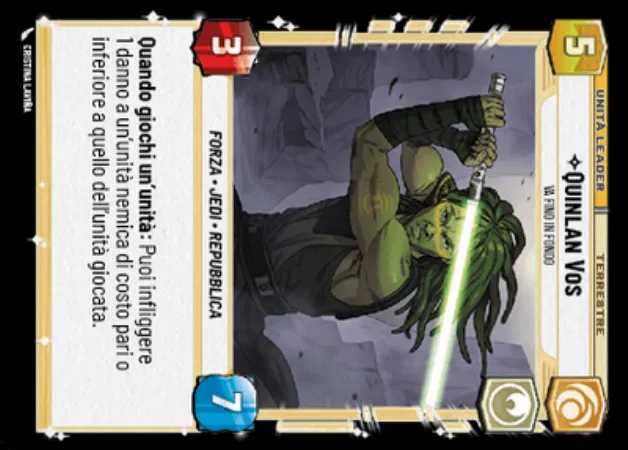 5
UNITÀ LEADER
TERRESTRE
QUINLAN VOS
VA FINO IN FONDO
3
FORZA • JEDI • REPUBBLICA
7
Quando giochi un'unità: Puoi infliggere
1 danno a un'unità nemica di costo pari o
inferiore a quello dell'unità giocata.
CRISTINA LAVIÑA